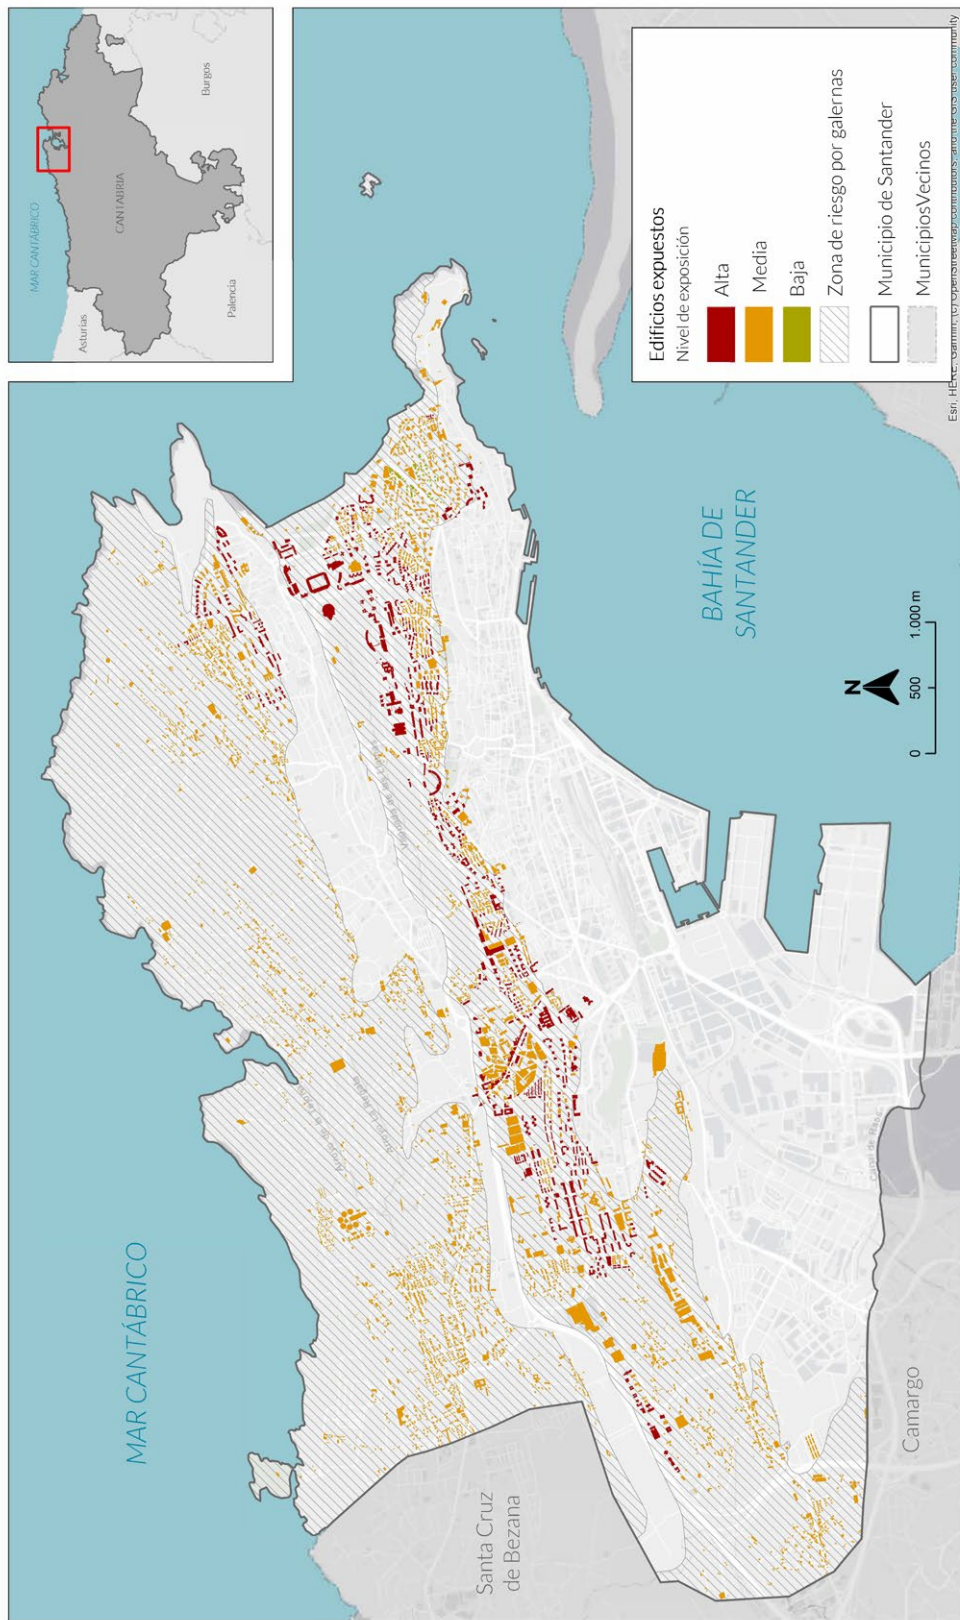 MAR CANTÁBRICO
Asturias
CANTABRIA
Palencia
Burgos
MAR CANTÁBRICO
Santa Cruz
de Bezana
Camargo
BAHÍA DE
SANTANDER
N
0 500 1.000 m
Edificios expuestos
Nivel de exposición
Alta
Media
Baja
Zona de riesgo por galernas
Municipio de Santander
MunicipiosVecinos
Esri, HERE, Garmin, (c) OpenStreetMap contributors, and the GIS user community